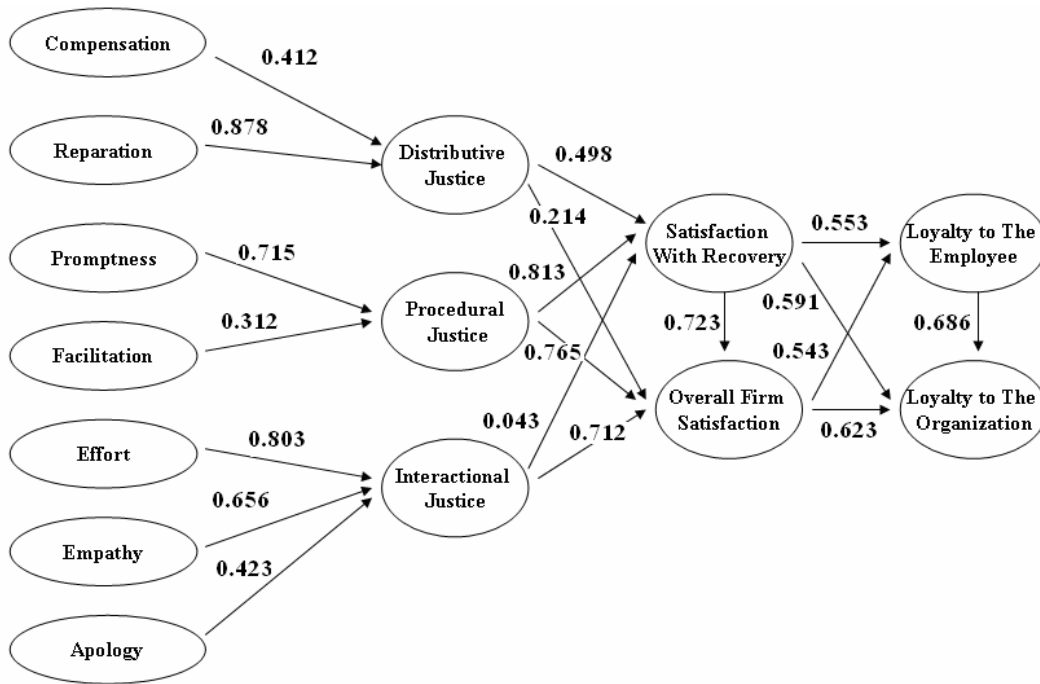 Compensation
0.412
Reparation
0.878
Distributive
Justice
0.498
0.214
Satisfaction
With Recovery
0.553
Loyalty to The
Employee
Promptness
0.715
0.813
0.591
Procedural
Justice
0.723
0.686
Facilitation
0.312
0.765
0.543
Overall Firm
Satisfaction
Loyalty to The
Organization
0.623
Effort
0.803
0.043
0.712
Interactional
Justice
0.656
Empathy
0.423
Apology